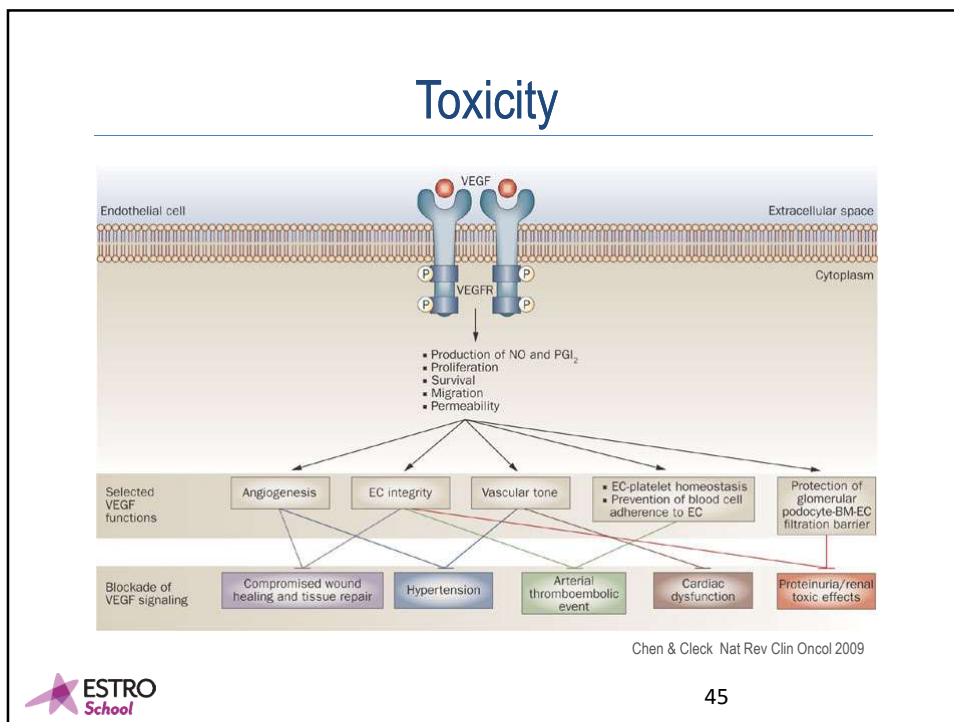 Toxicity
VEGF
Endothelial cell
Extracellular space
Cytoplasm
P
P
VEGFR
P
P
▪ Production of NO and PGI₂
▪ Proliferation
▪ Survival
▪ Migration
▪ Permeability
Selected
VEGF
functions
Angiogenesis
EC integrity
Vascular tone
▪ EC-platelet homeostasis
▪ Prevention of blood cell
adherence to EC
Protection of
glomerular
podocyte-BM-EC
filtration barrier
Blockade of
VEGF signaling
Compromised wound
healing and tissue repair
Hypertension
Arterial
thromboembolic
event
Cardiac
dysfunction
Proteinuria/renal
toxic effects
Chen & Cleck Nat Rev Clin Oncol 2009
ESTRO
School
45